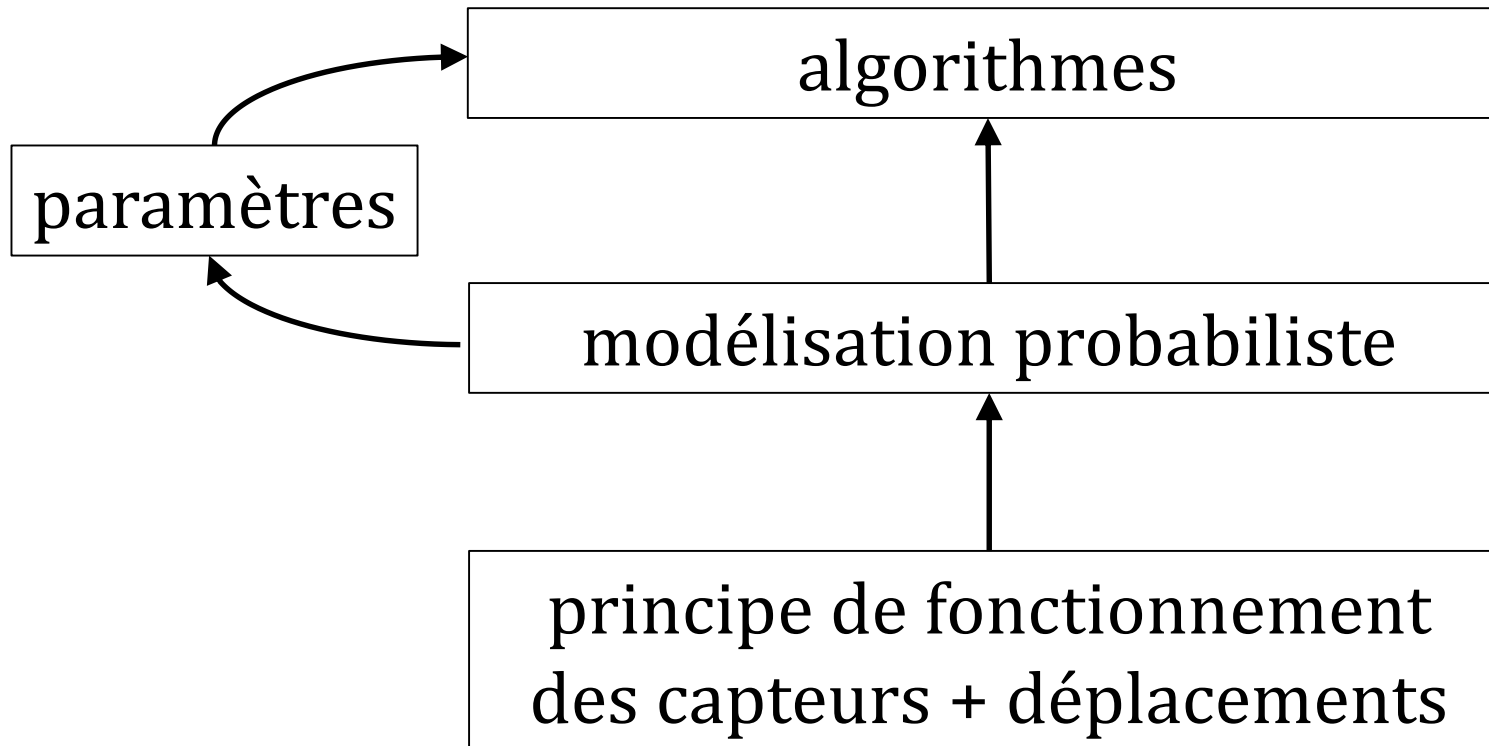 algorithmes
paramètres
modélisation probabiliste
principe de fonctionnement
des capteurs + déplacements